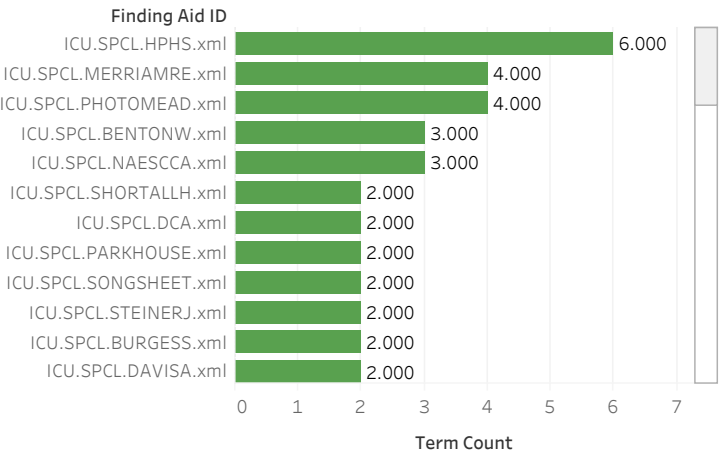 Finding Aid ID
ICU.SPCL.HPHS.xml 6.000
ICU.SPCL.MERRIAMRE.xml 4.000
ICU.SPCL.PHOTOMEAD.xml 4.000
ICU.SPCL.BENTONW.xml 3.000
ICU.SPCL.NAESCCA.xml 3.000
ICU.SPCL.SHORTALLH.xml 2.000
ICU.SPCL.DCA.xml 2.000
ICU.SPCL.PARKHOUSE.xml 2.000
ICU.SPCL.SONGSHEET.xml 2.000
ICU.SPCL.STEINERJ.xml 2.000
ICU.SPCL.BURGESS.xml 2.000
ICU.SPCL.DAVISA.xml 2.000
0 1 2 3 4 5 6 7
Term Count